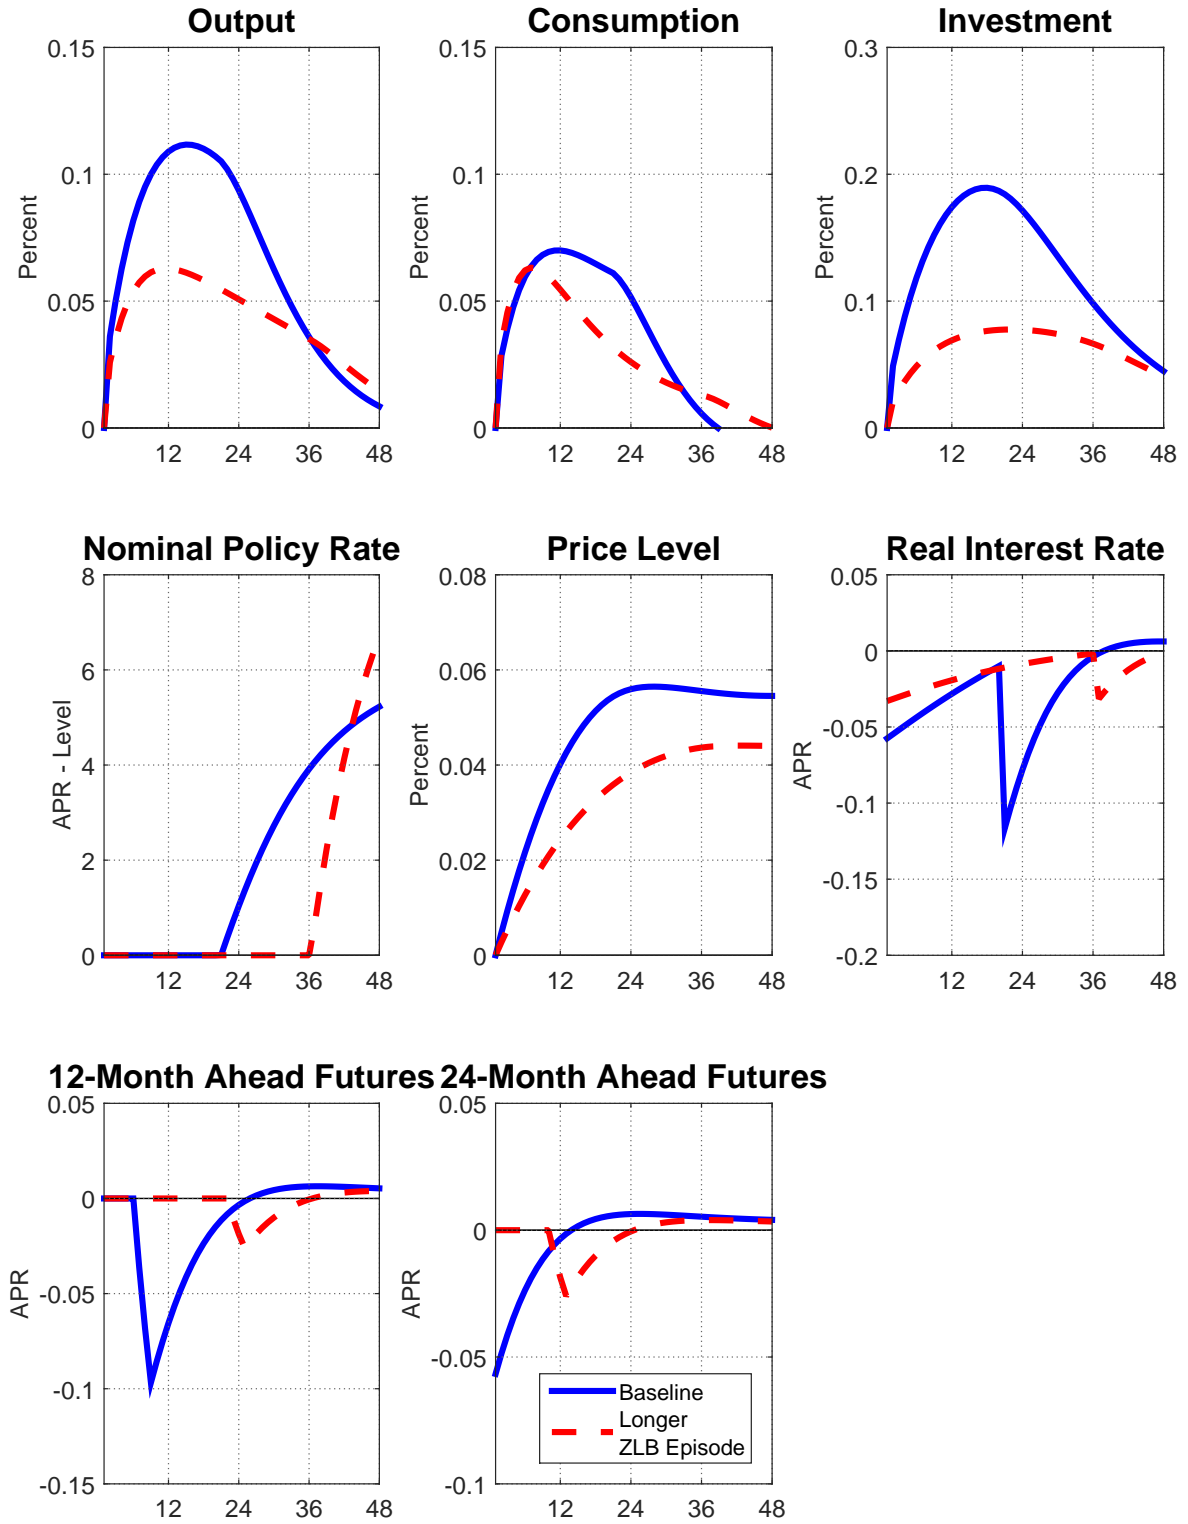 Output
0.15
0.1
0.05
0
Percent
12 24 36 48
Consumption
0.15
0.1
0.05
0
Percent
12 24 36 48
Investment
0.3
0.2
0.1
0
Percent
12 24 36 48
Nominal Policy Rate
8
6
4
2
0
APR - Level
12 24 36 48
Price Level
0.08
0.06
0.04
0.02
0
Percent
12 24 36 48
Real Interest Rate
0.05
0
-0.05
-0.1
-0.15
-0.2
APR
12 24 36 48
12-Month Ahead Futures
0.05
0
-0.05
-0.1
-0.15
APR
12 24 36 48
24-Month Ahead Futures
0.05
0
-0.05
-0.1
APR
12 24 36 48
Baseline
Longer
ZLB Episode